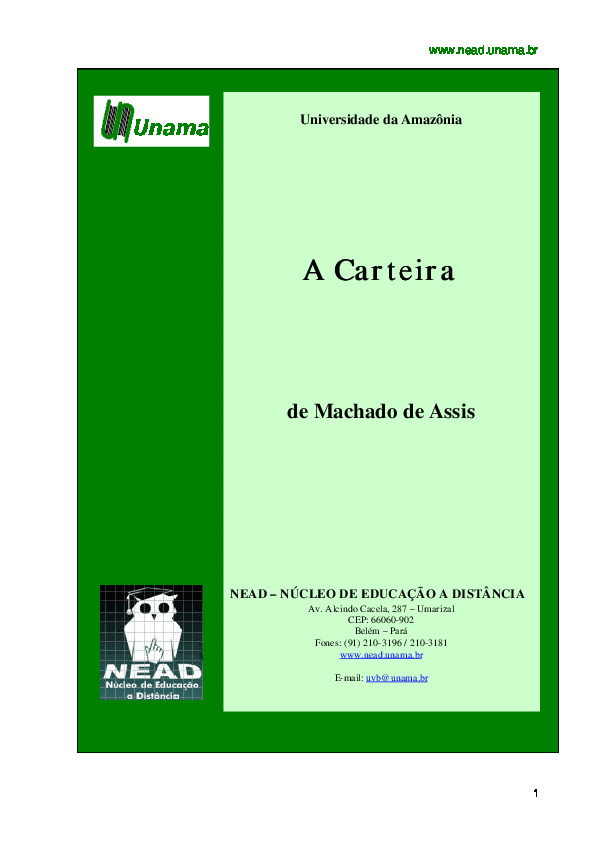 www.nead.unama.br
Unama
Universidade da Amazônia
A Carteira
de Machado de Assis
NEAD – NÚCLEO DE EDUCAÇÃO A DISTÂNCIA
Av. Alcindo Cacela, 287 – Umarizal
CEP: 66060-902
Belém – Pará
Fones: (91) 210-3196 / 210-3181
www.nead.unama.br
E-mail: uvb@unama.br
NEAD
Núcleo de Educação
a Distância
1